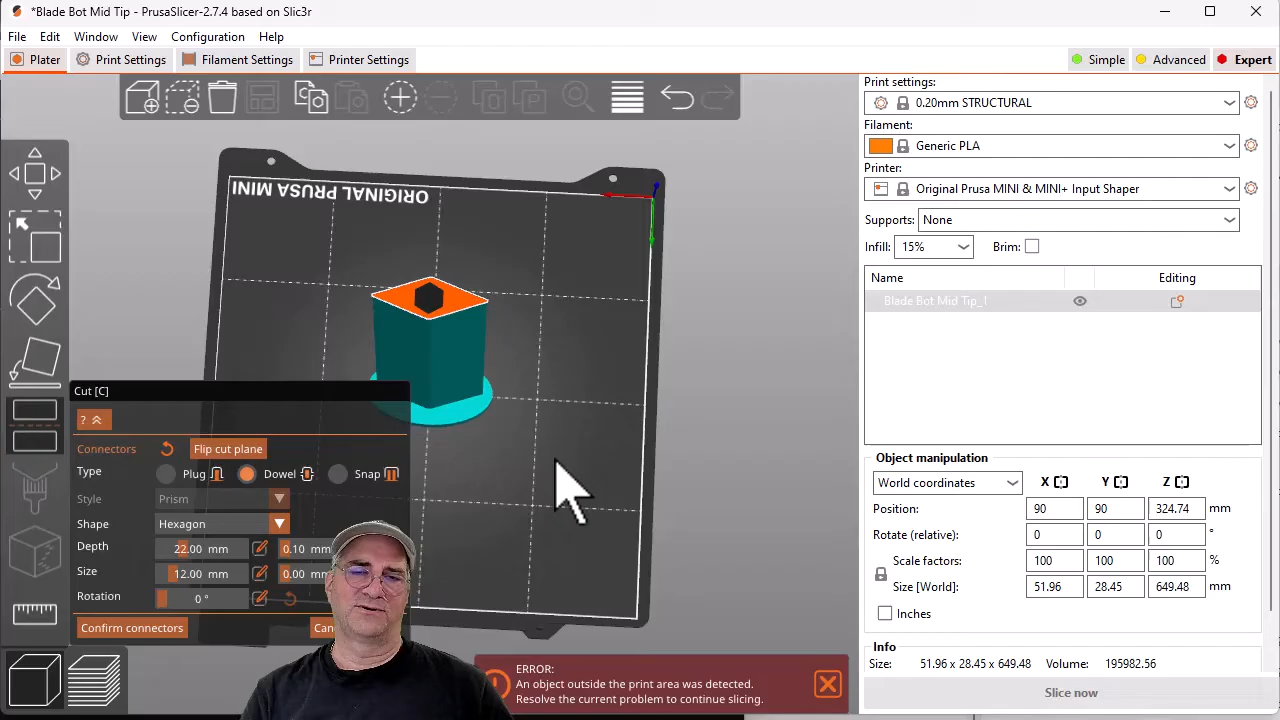 *Blade Bot Mid Tip - PrusaSlicer-2.7.4 based on Slic3r
File Edit Window View Configuration Help
Plater Print Settings Filament Settings Printer Settings Simple Advanced Expert
Print settings:
0.20mm STRUCTURAL
Filament:
Generic PLA
Printer:
Original Prusa MINI & MINI+ Input Shaper
Supports: None
Infill: 15% Brim:
Name Editing
Blade Bot Mid Tip_1
ORIGINAL PRUSA MINI
Cut [C]
?
Connectors Flip cut plane
Type Plug Dowel Snap
Style Prism
Shape Hexagon
Depth 22.00 mm 0.10 mm
Size 12.00 mm 0.00 mm
Rotation 0 °
Confirm connectors Can
ERROR:
An object outside the print area was detected.
Resolve the current problem to continue slicing.
Object manipulation
World coordinates X Y Z
Position: 90 90 324.74 mm
Rotate (relative): 0 0 0 °
Scale factors: 100 100 100 %
Size [World]: 51.96 28.45 649.48 mm
Inches
Info
Size: 51.96 x 28.45 x 649.48 Volume: 195982.56
Slice now